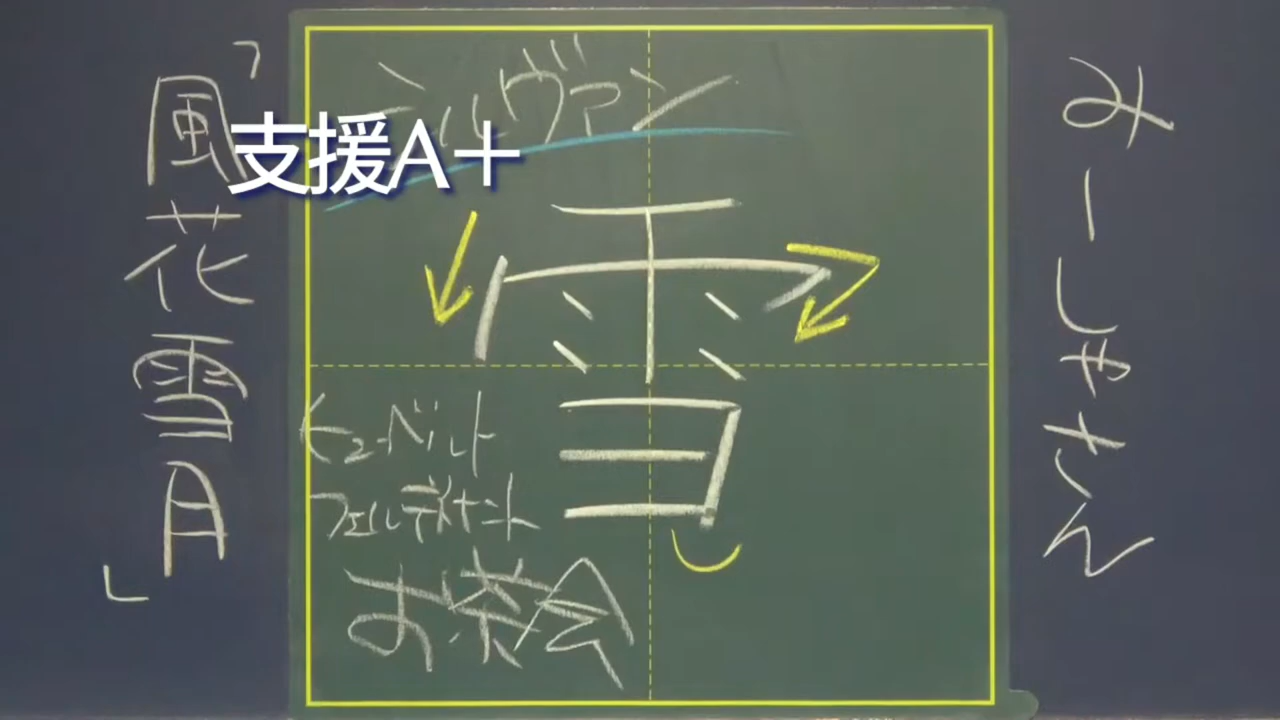 みーしゃさん
シルヴァン
支援A+
雪
ヒューベルト
フェルディナント
お茶会
「風花雪月」